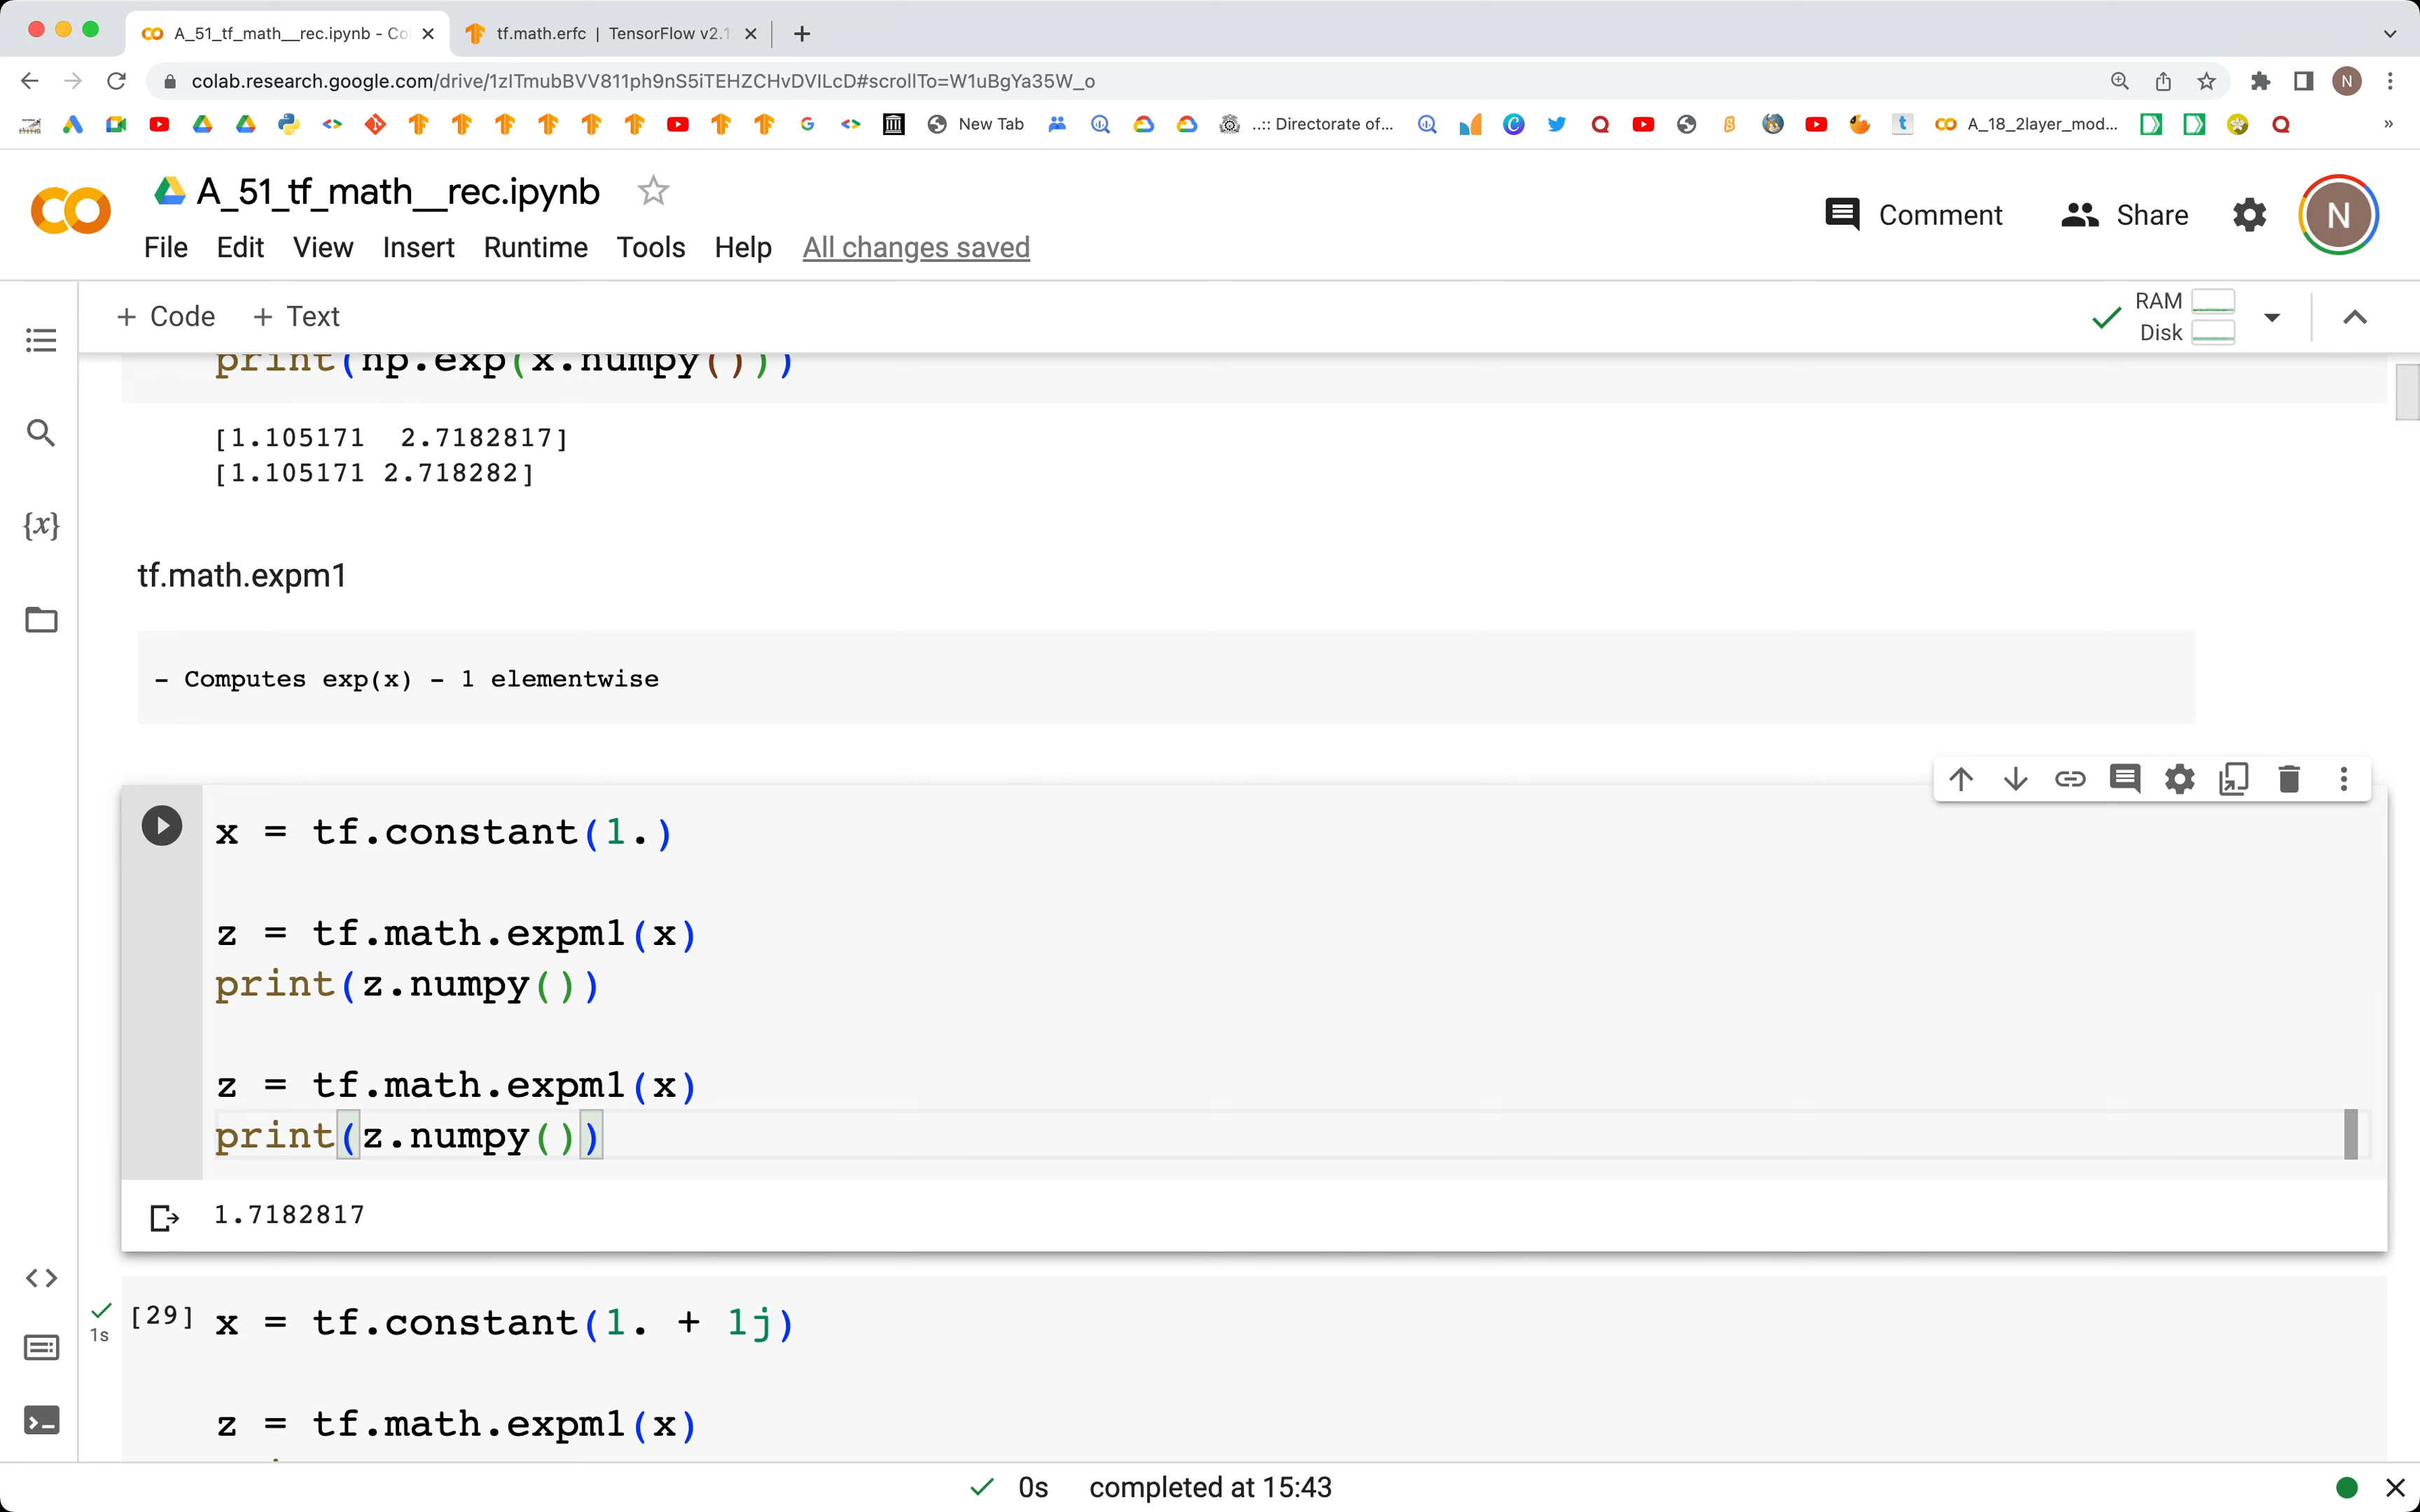 A_51_tf_math__rec.ipynb - Co
tf.math.erfc | TensorFlow v2.1
colab.research.google.com/drive/1zITmubBVV811ph9nS5iTEHZCHvDVILcD#scrollTo=W1uBgYa35W_o
N
New Tab
..:: Directorate of...
A_18_2layer_mod...
»
A_51_tf_math__rec.ipynb
Comment
Share
N
File Edit View Insert Runtime Tools Help All changes saved
+ Code + Text
RAM
Disk
print(np.exp(x.numpy()))
[1.105171  2.7182817]
[1.105171 2.718282]
{x}
tf.math.expm1
- Computes exp(x) - 1 elementwise
x = tf.constant(1.)
z = tf.math.expm1(x)
print(z.numpy())
z = tf.math.expm1(x)
print(z.numpy())
1.7182817
[29] x = tf.constant(1. + 1j)
1s
z = tf.math.expm1(x)
0s completed at 15:43